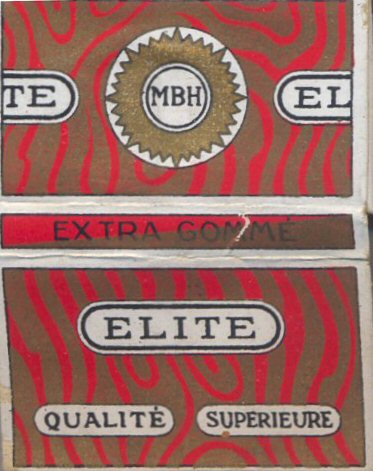 TE MBH EL
EXTRA GOMMÉ
ELITE
QUALITÉ SUPÉRIEURE